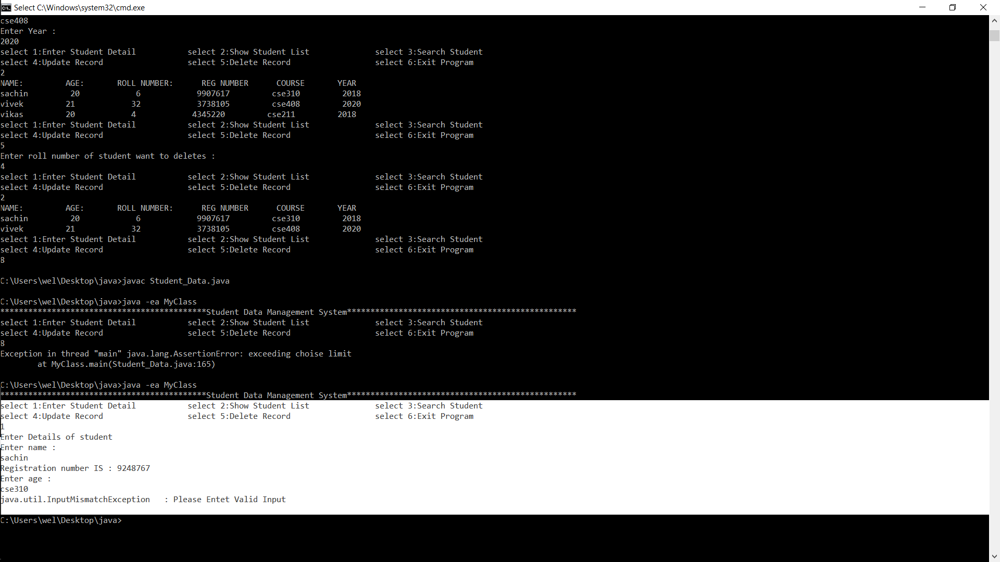 Select C:\Windows\system32\cmd.exe
cse408
Enter Year :
2020
select 1:Enter Student Detail           select 2:Show Student List              select 3:Search Student
select 4:Update Record                  select 5:Delete Record                  select 6:Exit Program
2
NAME:         AGE:       ROLL NUMBER:      REG NUMBER      COURSE       YEAR
sachin         20            6            9907617         cse310         2018
vivek         21            32            3738105         cse408         2020
vikas         20            4            4345220         cse211         2018
select 1:Enter Student Detail           select 2:Show Student List              select 3:Search Student
select 4:Update Record                  select 5:Delete Record                  select 6:Exit Program
5
Enter roll number of student want to deletes :
4
select 1:Enter Student Detail           select 2:Show Student List              select 3:Search Student
select 4:Update Record                  select 5:Delete Record                  select 6:Exit Program
2
NAME:         AGE:       ROLL NUMBER:      REG NUMBER      COURSE       YEAR
sachin         20            6            9907617         cse310         2018
vivek         21            32            3738105         cse408         2020
select 1:Enter Student Detail           select 2:Show Student List              select 3:Search Student
select 4:Update Record                  select 5:Delete Record                  select 6:Exit Program
8
C:\Users\wel\Desktop\java>javac Student_Data.java
C:\Users\wel\Desktop\java>java -ea MyClass
********************************************Student Data Management System*************************************************
select 1:Enter Student Detail           select 2:Show Student List              select 3:Search Student
select 4:Update Record                  select 5:Delete Record                  select 6:Exit Program
8
Exception in thread "main" java.lang.AssertionError: exceeding choise limit
        at MyClass.main(Student_Data.java:165)
C:\Users\wel\Desktop\java>java -ea MyClass
********************************************Student Data Management System*************************************************
select 1:Enter Student Detail           select 2:Show Student List              select 3:Search Student
select 4:Update Record                  select 5:Delete Record                  select 6:Exit Program
1
Enter Details of student
Enter name :
sachin
Registration number IS : 9248767
Enter age :
cse310
java.util.InputMismatchException   : Please Entet Valid Input
C:\Users\wel\Desktop\java>